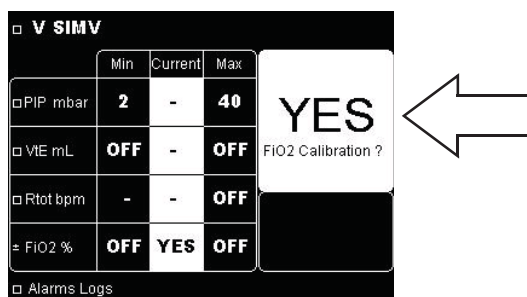 V SIMV
Min Current Max
PIP mbar 2 - 40
VtE mL OFF - OFF
Rtot bpm - - OFF
± FiO2 % OFF YES OFF
YES
FiO2 Calibration ?
Alarms Logs